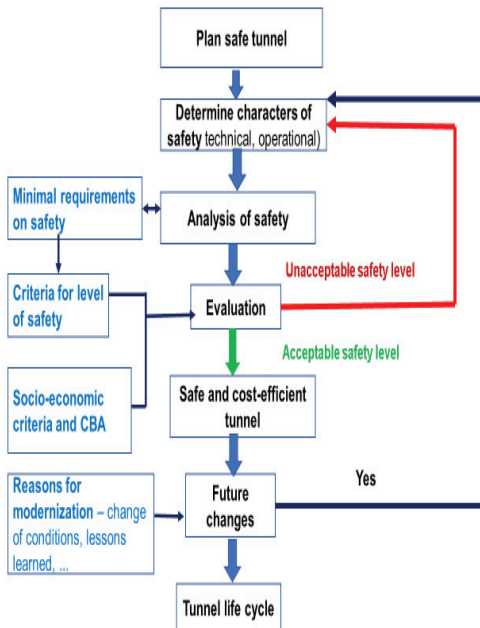 Plan safe tunnel
Determine characters of
safety technical, operational)
Minimal requirements
on safety
Analysis of safety
Unacceptable safety level
Criteria for level
of safety
Evaluation
Acceptable safety level
Socio-economic
criteria and CBA
Safe and cost-efficient
tunnel
Reasons for
modernization – change
of conditions, lessons
learned, ...
Future
changes
Yes
Tunnel life cycle